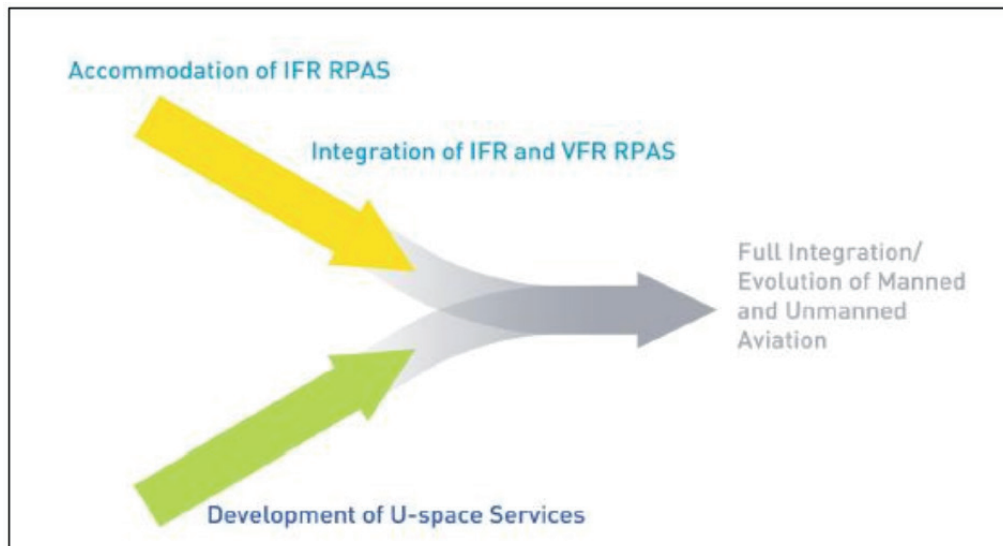 Accommodation of IFR RPAS
Integration of IFR and VFR RPAS
Full Integration/
Evolution of Manned
and Unmanned
Aviation
Development of U-space Services